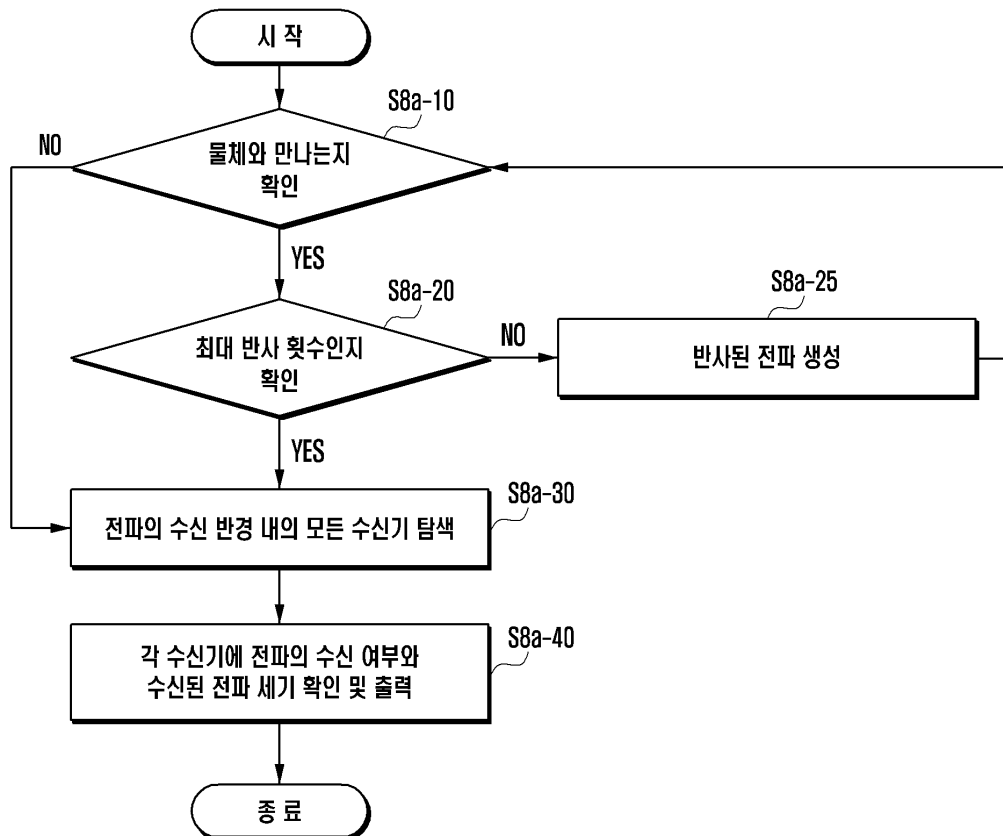 시 작
S8a-10
NO
물체와 만나는지
확인
YES
S8a-20
최대 반사 횟수인지
확인
NO
S8a-25
반사된 전파 생성
YES
S8a-30
전파의 수신 반경 내의 모든 수신기 탐색
S8a-40
각 수신기에 전파의 수신 여부와
수신된 전파 세기 확인 및 출력
종 료